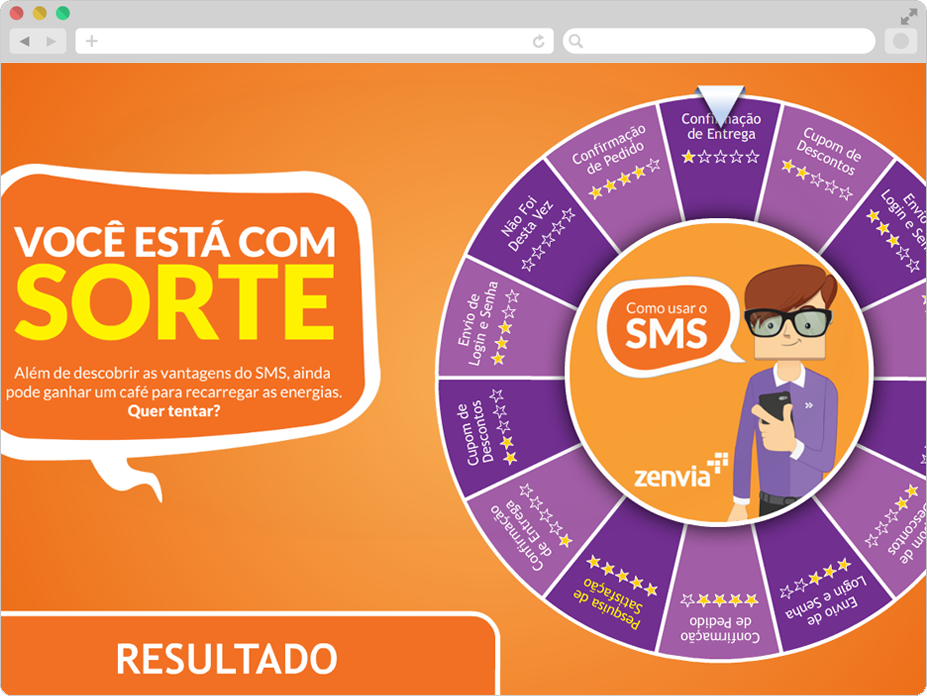 VOCÊ ESTÁ COM
SORTE
Além de descobrir as vantagens do SMS, ainda
pode ganhar um café para recarregar as energias.
Quer tentar?
RESULTADO
Confirmação
de Entrega
Cupom de
Descontos
Envio
Login e Sen
om de
Descontos
Envio de
Login e Senha
Confirmação
de Pedido
Pesquisa de
Satisfação
Confirmação
de Entrega
Cupom de
Descontos
Envio de
Login e Senha
Não Foi
Desta Vez
Confirmação
de Pedido
Como usar o
SMS
zenvia